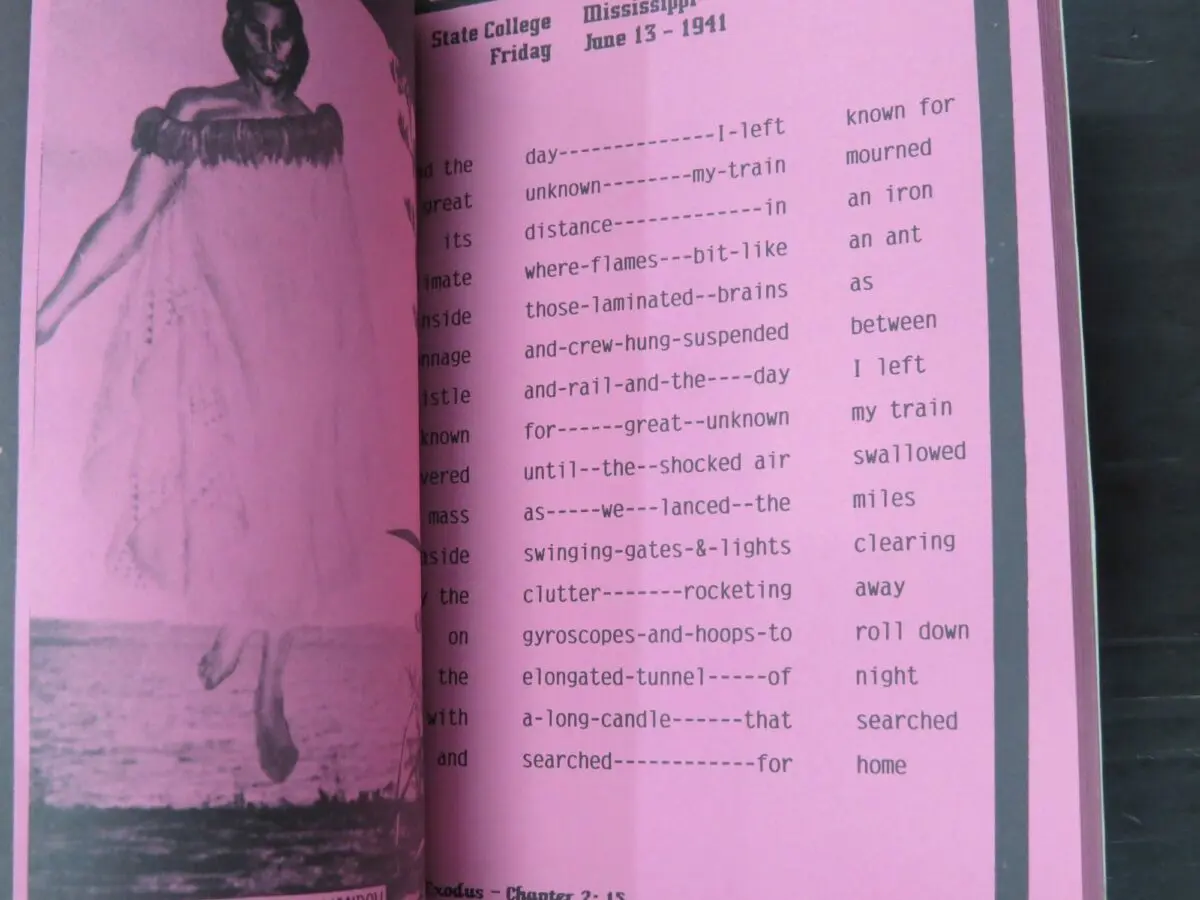 State College Mississippi
Friday June 13 - 1941
the day-------------I-left known for
great unknown--------my-train mourned
its distance-------------in an iron
where-flames---bit-like an ant
those-laminated--brains as
and-crew-hung-suspended between
and-rail-and-the----day I left
known for------great--unknown my train
until--the--shocked air swallowed
mass as-----we---lanced--the miles
swinging-gates-&-lights clearing
the clutter-------rocketing away
on gyroscopes-and-hoops-to roll down
the elongated-tunnel-----of night
with a-long-candle------that searched
and searched------------for home
Exodus - Chapter 2: 15